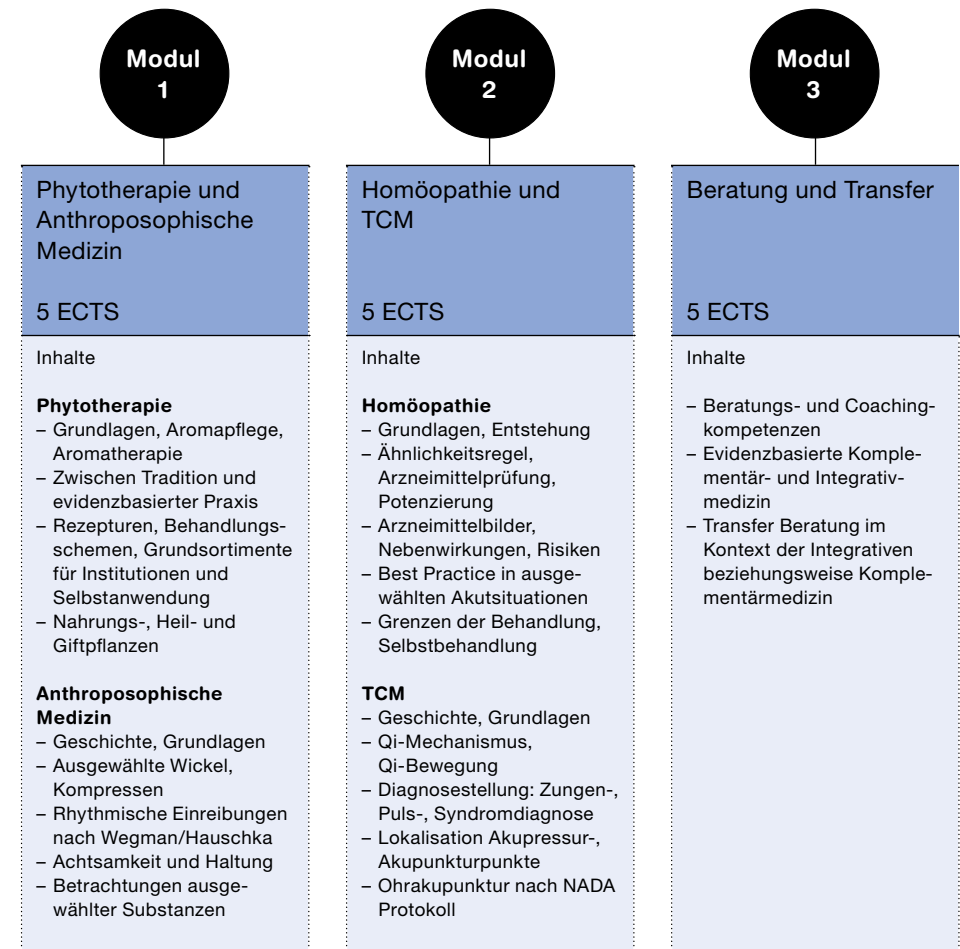 Modul
1
Phytotherapie und
Anthroposophische
Medizin
5 ECTS
Inhalte
Phytotherapie
– Grundlagen, Aromapflege,
Aromatherapie
– Zwischen Tradition und
evidenzbasierter Praxis
– Rezepturen, Behandlungs-
schemen, Grundsortimente
für Institutionen und
Selbstanwendung
– Nahrungs-, Heil- und
Giftpflanzen
Anthroposophische
Medizin
– Geschichte, Grundlagen
– Ausgewählte Wickel,
Kompressen
– Rhythmische Einreibungen
nach Wegman/Hauschka
– Achtsamkeit und Haltung
– Betrachtungen ausge-
wählter Substanzen
Modul
2
Homöopathie und
TCM
5 ECTS
Inhalte
Homöopathie
– Grundlagen, Entstehung
– Ähnlichkeitsregel,
Arzneimittelprüfung,
Potenzierung
– Arzneimittelbilder,
Nebenwirkungen, Risiken
– Best Practice in ausge-
wählten Akutsituationen
– Grenzen der Behandlung,
Selbstbehandlung
TCM
– Geschichte, Grundlagen
– Qi-Mechanismus,
Qi-Bewegung
– Diagnosestellung: Zungen-,
Puls-, Syndromdiagnose
– Lokalisation Akupressur-,
Akupunkturpunkte
– Ohrakupunktur nach NADA
Protokoll
Modul
3
Beratung und Transfer
5 ECTS
Inhalte
– Beratungs- und Coaching-
kompetenzen
– Evidenzbasierte Komple-
mentär- und Integrativ-
medizin
– Transfer Beratung im
Kontext der Integrativen
beziehungsweise Komple-
mentärmedizin